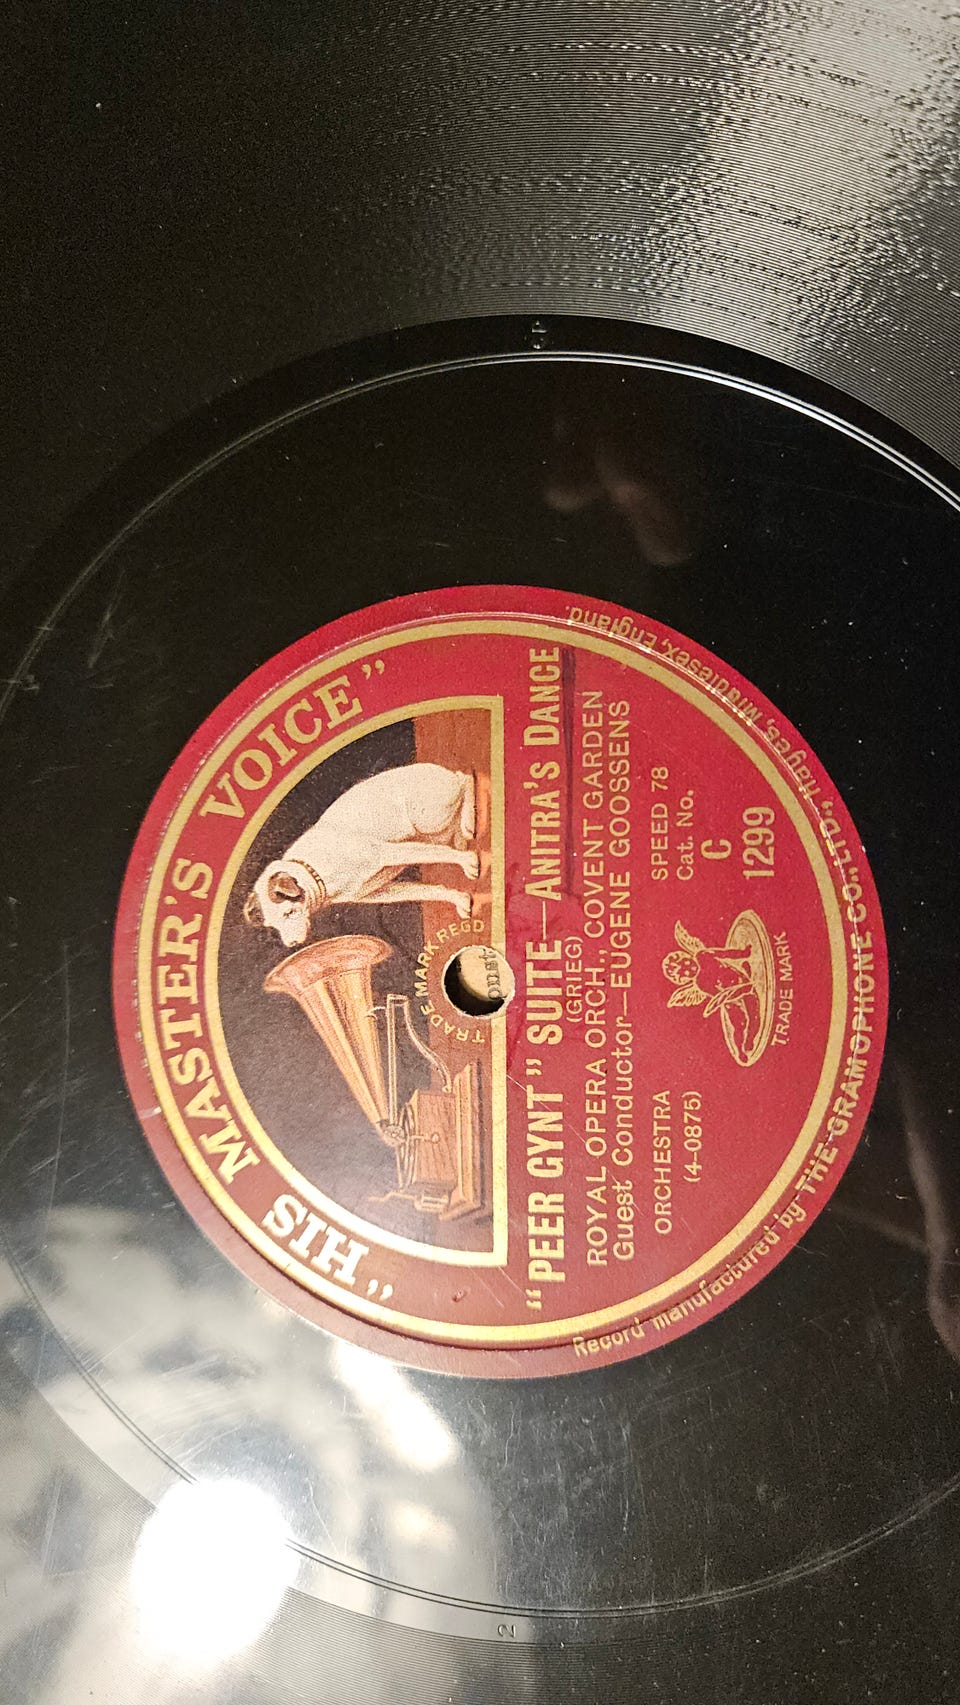 "HIS MASTER'S VOICE"
TRADE MARK REGD
"PEER GYNT" SUITE—ANITRA'S DANCE
(GRIEG)
ROYAL OPERA ORCH., COVENT GARDEN
Guest Conductor—EUGENE GOOSSENS
ORCHESTRA
(4-0875)
SPEED 78
Cat. No.
C
1299
TRADE MARK
Record manufactured by THE GRAMOPHONE CO., LTD., Hayes, Middlesex, England.
2